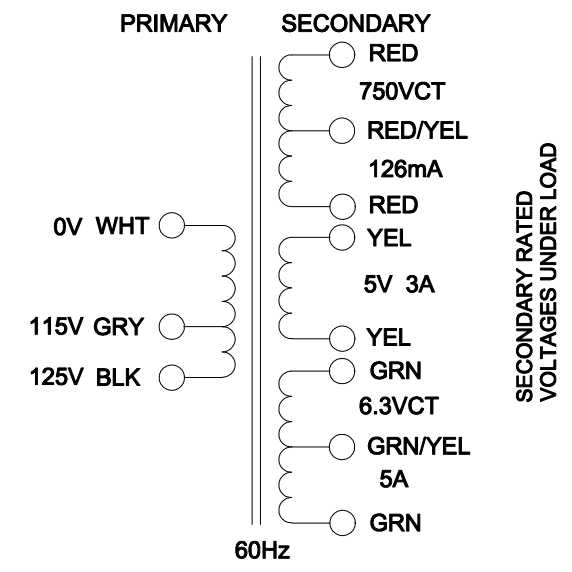 PRIMARY SECONDARY
RED
750VCT
RED/YEL
126mA
RED
0V WHT
YEL
5V 3A
115V GRY
YEL
125V BLK
GRN
6.3VCT
GRN/YEL
5A
GRN
60Hz
SECONDARY RATED
VOLTAGES UNDER LOAD